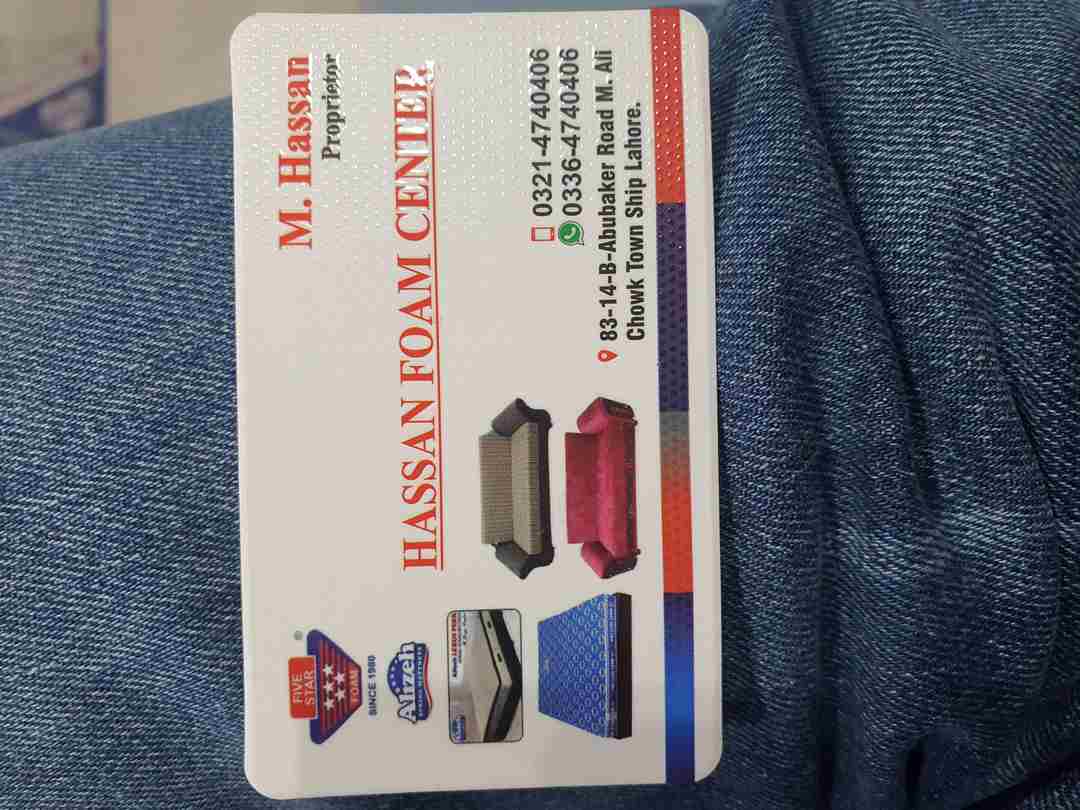 M. Hassan
Proprietor
FIVE
STAR
FOAM
SINCE 1980
Alizeh
HASSAN FOAM CENTER
0321-4740406
0336-4740406
83-14-B-Abubaker Road M. Ali
Chowk Town Ship Lahore.